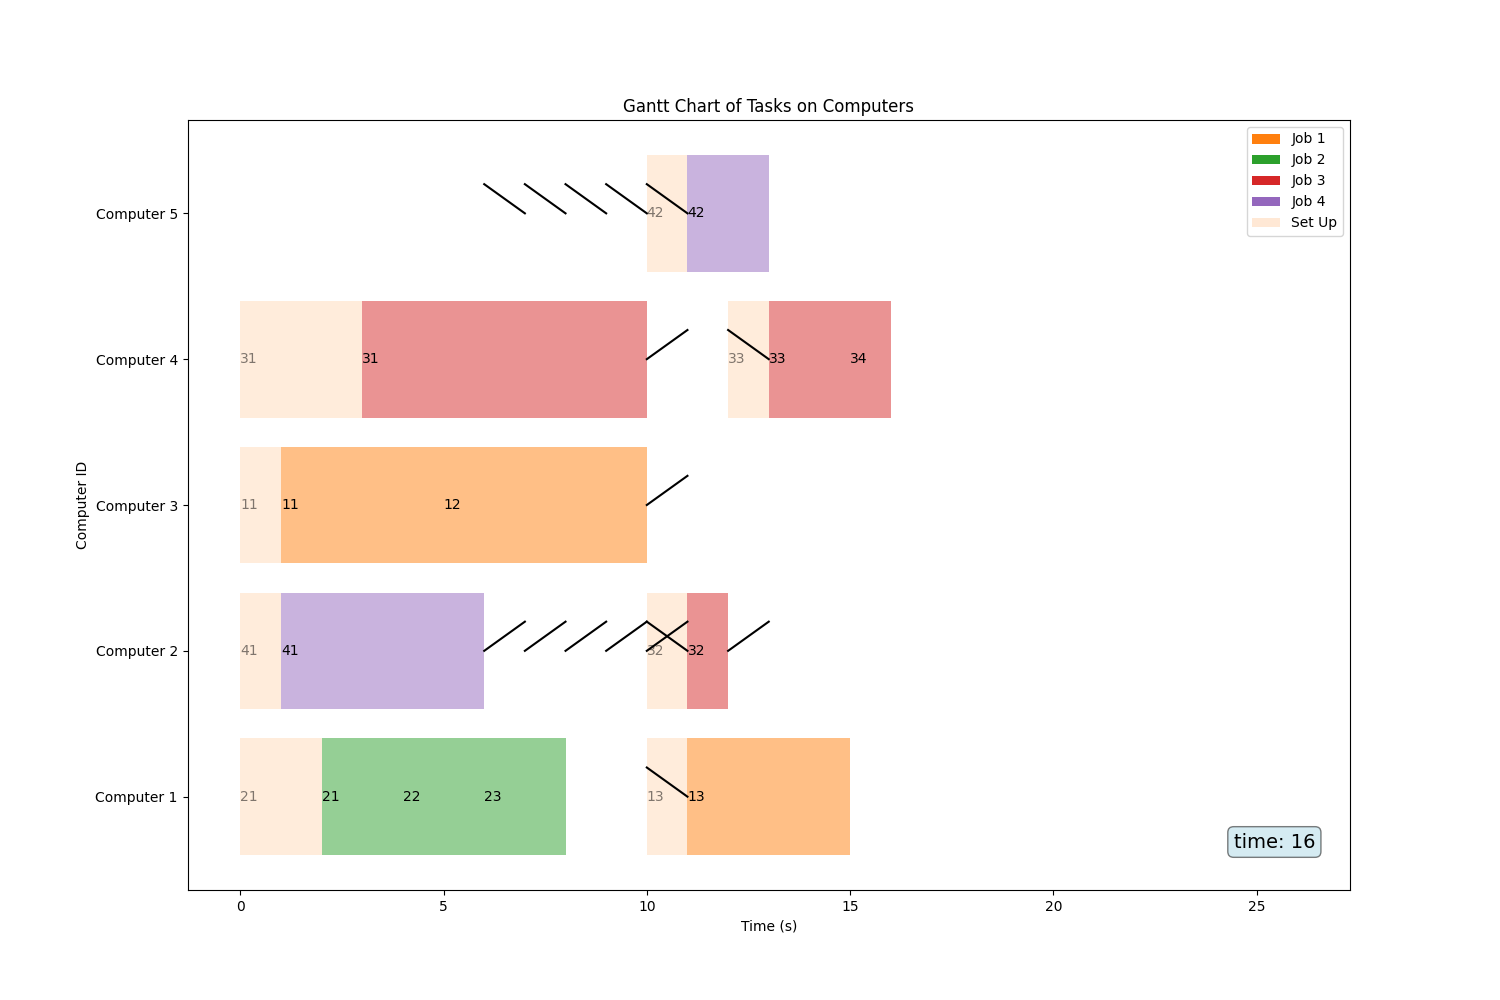 Gantt Chart of Tasks on Computers
Job 1
Job 2
Job 3
Job 4
Set Up
Computer ID
Computer 5
42
42
Computer 4
31
31
33
33
34
Computer 3
11
11
12
Computer 2
41
41
32
32
Computer 1
21
21
22
23
13
13
time: 16
0 5 10 15 20 25
Time (s)